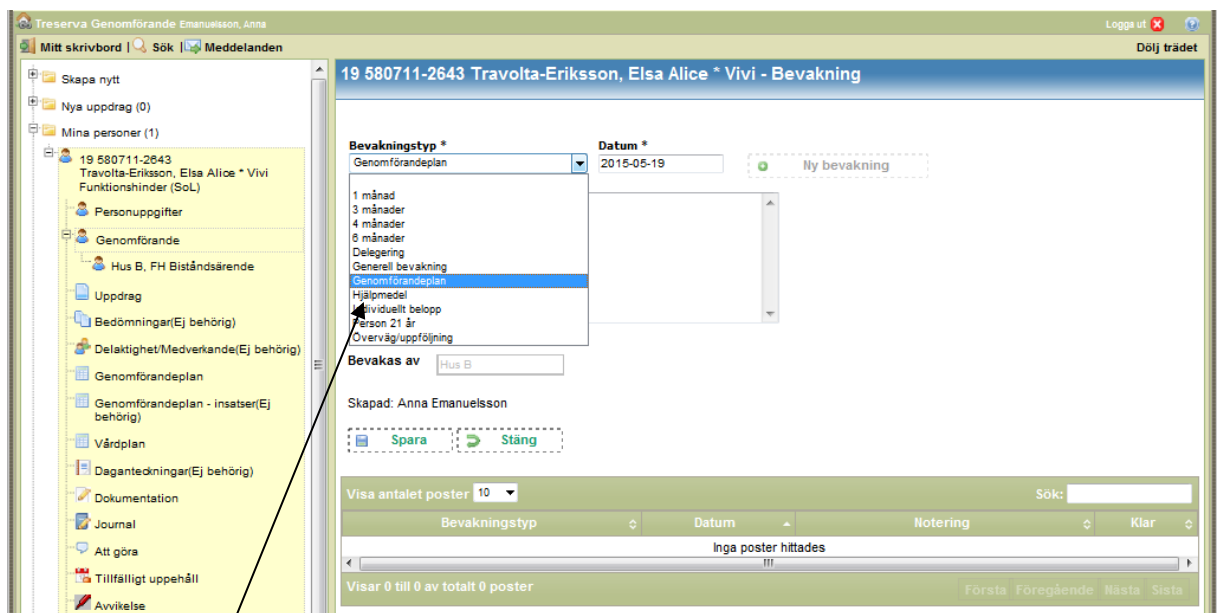 Treserva Genomförande Emanuelsson, Anna
Logga ut
Mitt skrivbord | Sök | Meddelanden
Dölj trädet
Skapa nytt
Nya uppdrag (0)
Mina personer (1)
19 580711-2643
Travolta-Eriksson, Elsa Alice * Vivi
Funktionshinder (SoL)
Personuppgifter
Genomförande
Hus B, FH Biståndsärende
Uppdrag
Bedömningar(Ej behörig)
Delaktighet/Medverkande(Ej behörig)
Genomförandeplan
Genomförandeplan - insatser(Ej
behörig)
Vårdplan
Daganteckningar(Ej behörig)
Dokumentation
Journal
Att göra
Tillfälligt uppehåll
Avvikelse
19 580711-2643 Travolta-Eriksson, Elsa Alice * Vivi - Bevakning
Bevakningstyp * Datum *
Genomförandeplan 2015-05-19 Ny bevakning
1 månad
3 månader
4 månader
6 månader
Delegering
Generell bevakning
Genomförandeplan
Hjälpmedel
Individuellt belopp
Person 21 år
Överväg/uppföljning
Bevakas av Hus B
Skapad: Anna Emanuelsson
Spara Stäng
Visa antalet poster 10 Sök:
Bevakningstyp Datum Notering Klar
Inga poster hittades
Visar 0 till 0 av totalt 0 poster Första Föregående Nästa Sista